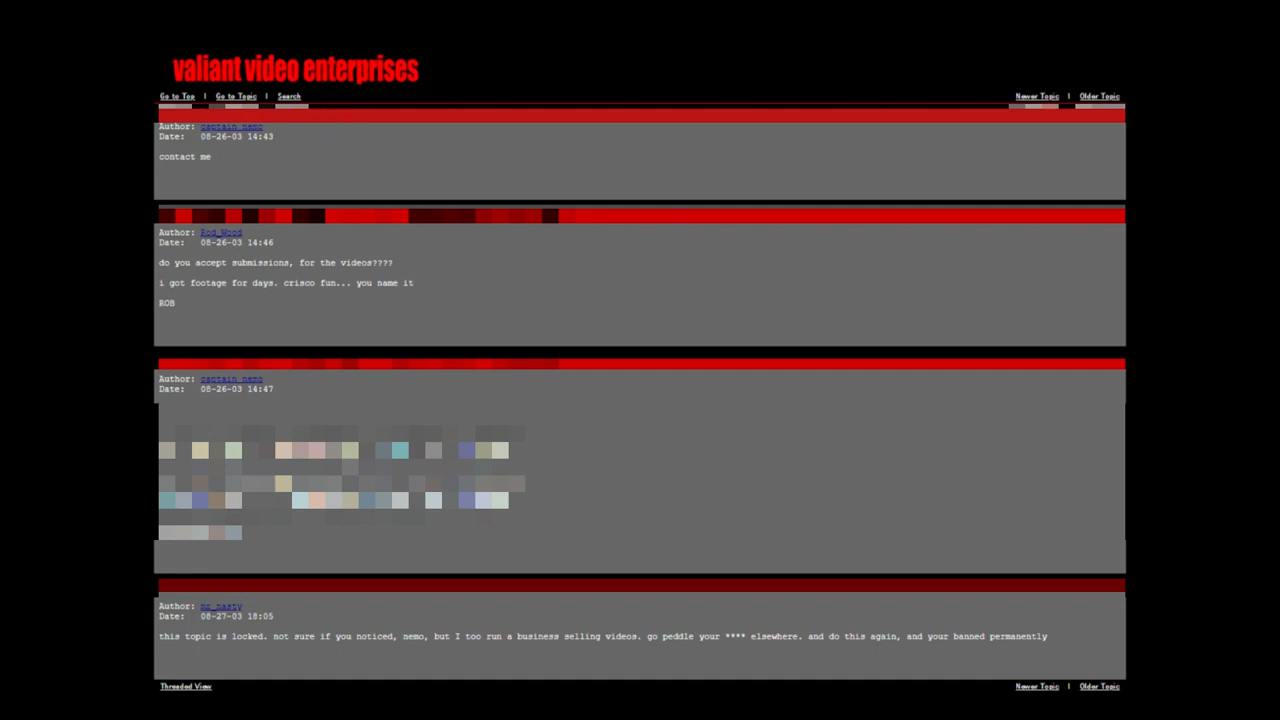 valiant video enterprises
Go to Top | Go to Topic | Search Newer Topic | Older Topic
Author: captain_nemo
Date: 08-26-03 14:43
contact me
Author: Rod_Wood
Date: 08-26-03 14:46
do you accept submissions, for the videos????
i got footage for days. crisco fun... you name it
ROB
Author: captain_nemo
Date: 08-26-03 14:47
Author: mr_nasty
Date: 08-27-03 18:05
this topic is locked. not sure if you noticed, nemo, but I too run a business selling videos. go peddle your **** elsewhere. and do this again, and your banned permanently
Threaded View Newer Topic | Older Topic